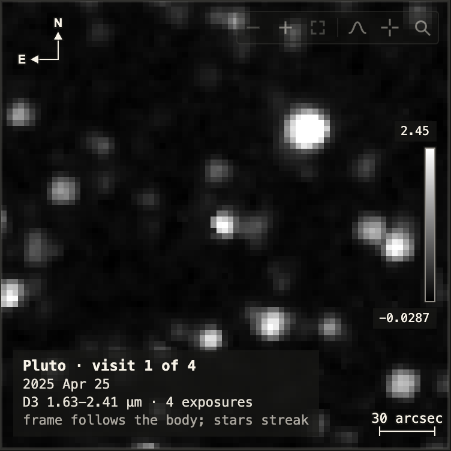 N
E
2.45
-0.0287
Pluto · visit 1 of 4
2025 Apr 25
D3 1.63–2.41 μm · 4 exposures
frame follows the body; stars streak
30 arcsec